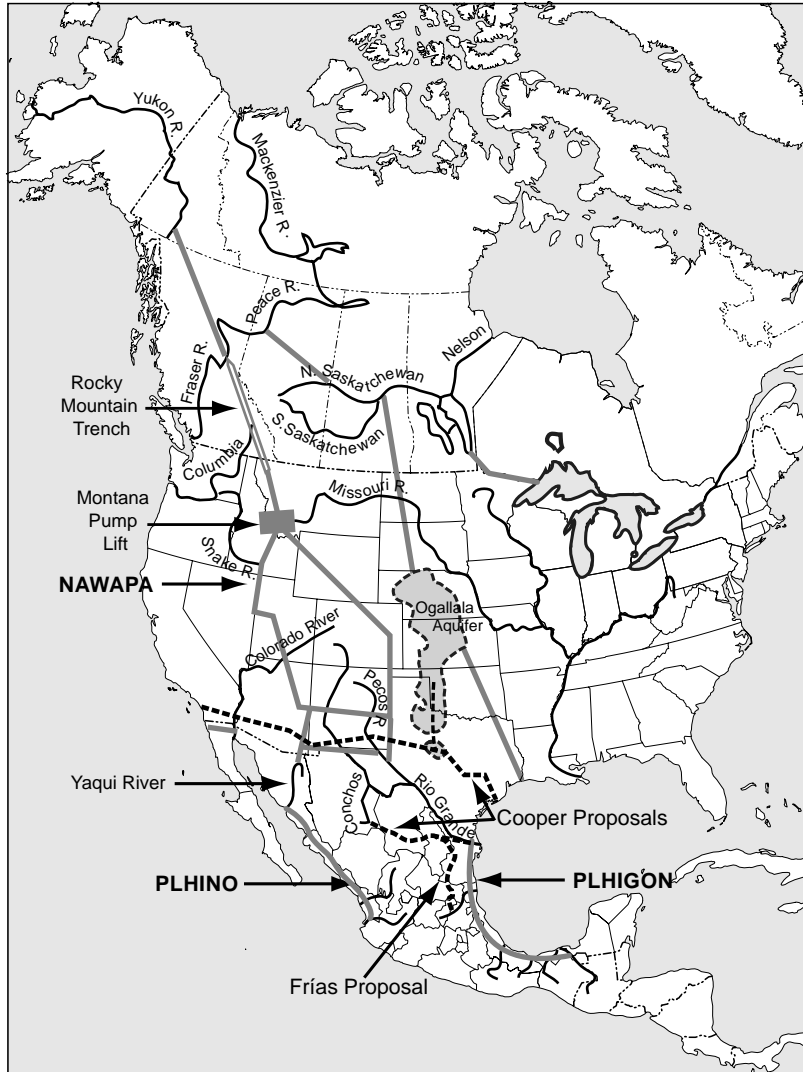 Yukon R.
Mackenzier R.
Peace R.
Fraser R.
Nelson
N. Saskatchewan
Rocky
Mountain
Trench
S. Saskatchewan
Columbia
Missouri R.
Montana
Pump
Lift
Snake R.
NAWAPA
Ogallala
Aquifer
Colorado River
Pecos R.
Yaqui River
Conchos
Rio Grande
Cooper Proposals
PLHINO
PLHIGON
Frías Proposal